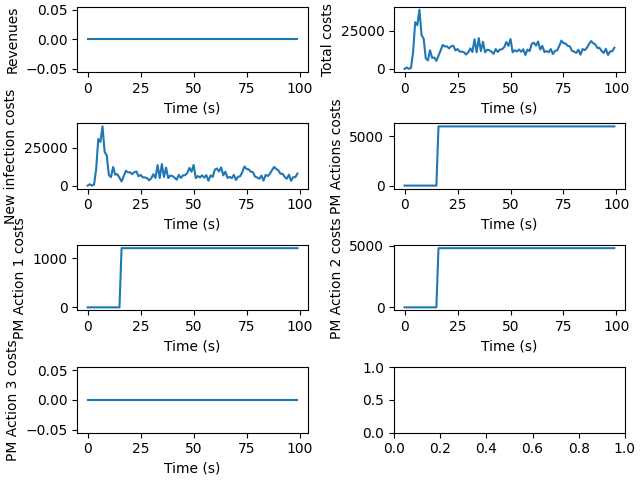 Revenues
0.05
0.00
−0.05
0 25 50 75 100
Time (s)
Total costs
25000
0
0 25 50 75 100
Time (s)
New infection costs
25000
0
0 25 50 75 100
Time (s)
PM Actions costs
5000
0
0 25 50 75 100
Time (s)
PM Action 1 costs
1000
0
0 25 50 75 100
Time (s)
PM Action 2 costs
5000
0
0 25 50 75 100
Time (s)
PM Action 3 costs
0.05
0.00
−0.05
0 25 50 75 100
Time (s)
1.0
0.5
0.0
0.0 0.2 0.4 0.6 0.8 1.0